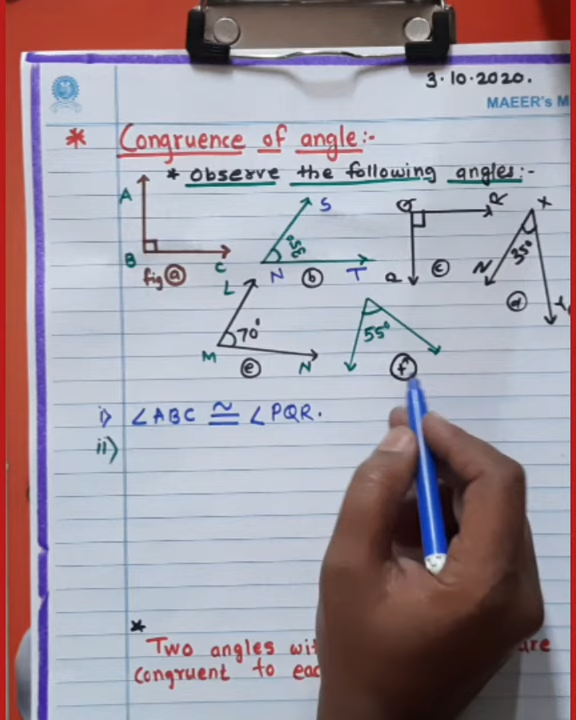 3.10.2020.
MAEER's M
* Congruence of angle:-
* Observe the following angles:-
A
B
C
fig ⓐ
S
55°
N
T
ⓑ
R
ⓒ
X
35°
ⓓ
L
70°
M
N
ⓔ
55°
ⓕ
i) ∠ABC ≅ ∠PQR.
ii)
*
Two angles wi
are
congruent to eac